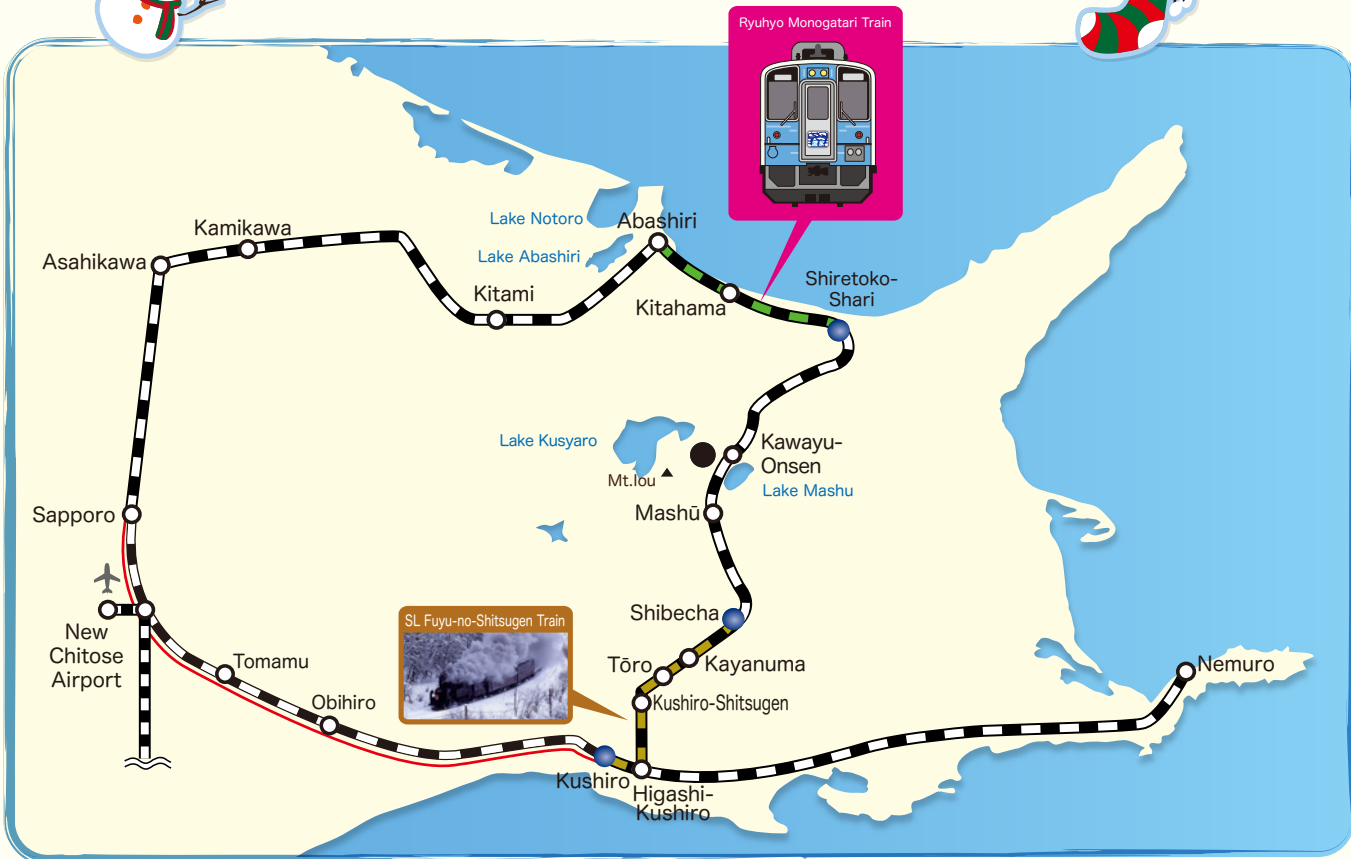 Ryuhyo Monogatari Train
Lake Notoro
Abashiri
Kamikawa
Lake Abashiri
Asahikawa
Shiretoko-
Shari
Kitami
Kitahama
Lake Kusyaro
Kawayu-
Onsen
Mt.Iou
Lake Mashu
Sapporo
Mashū
Shibecha
SL Fuyu-no-Shitsugen Train
New
Chitose
Airport
Tomamu
Tōro
Kayanuma
Nemuro
Obihiro
Kushiro-Shitsugen
Kushiro
Higashi-
Kushiro